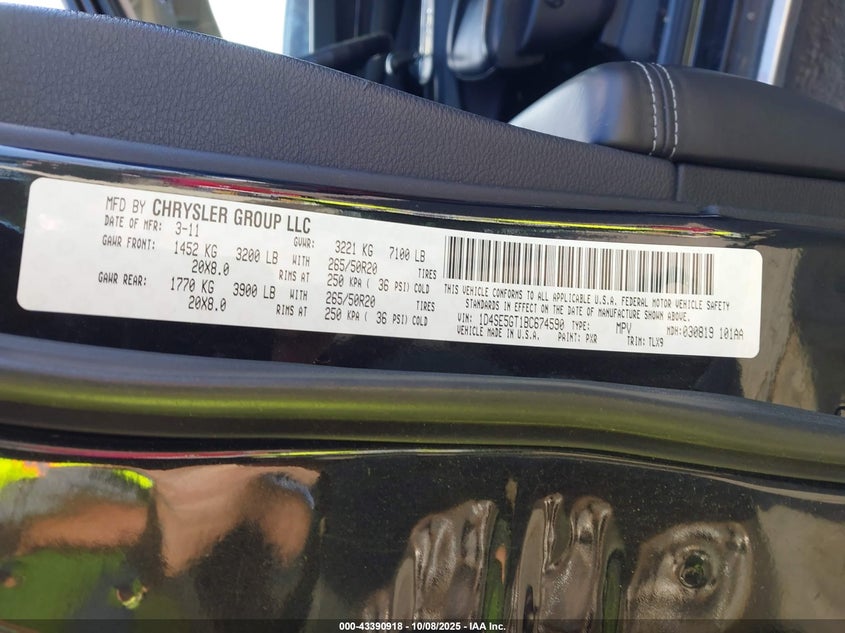 MFD BY CHRYSLER GROUP LLC
DATE OF MFR: 3-11 GVWR: 3221 KG 7100 LB
GAWR FRONT: 1452 KG 3200 LB WITH 265/50R20 TIRES
20X8.0 RIMS AT 250 KPA ( 36 PSI) COLD
GAWR REAR: 1770 KG 3900 LB WITH 265/50R20 TIRES
20X8.0 RIMS AT 250 KPA ( 36 PSI) COLD
THIS VEHICLE CONFORMS TO ALL APPLICABLE U.S.A. FEDERAL MOTOR VEHICLE SAFETY
STANDARDS IN EFFECT ON THE DATE OF MANUFACTURE SHOWN ABOVE.
VIN: 1D4SE5GT1BC674590 TYPE: MPV MDH:030819 101AA
VEHICLE MADE IN U.S.A. PAINT: PXR TRIM: TLX9
000-43390918 - 10/08/2025 - IAA Inc.